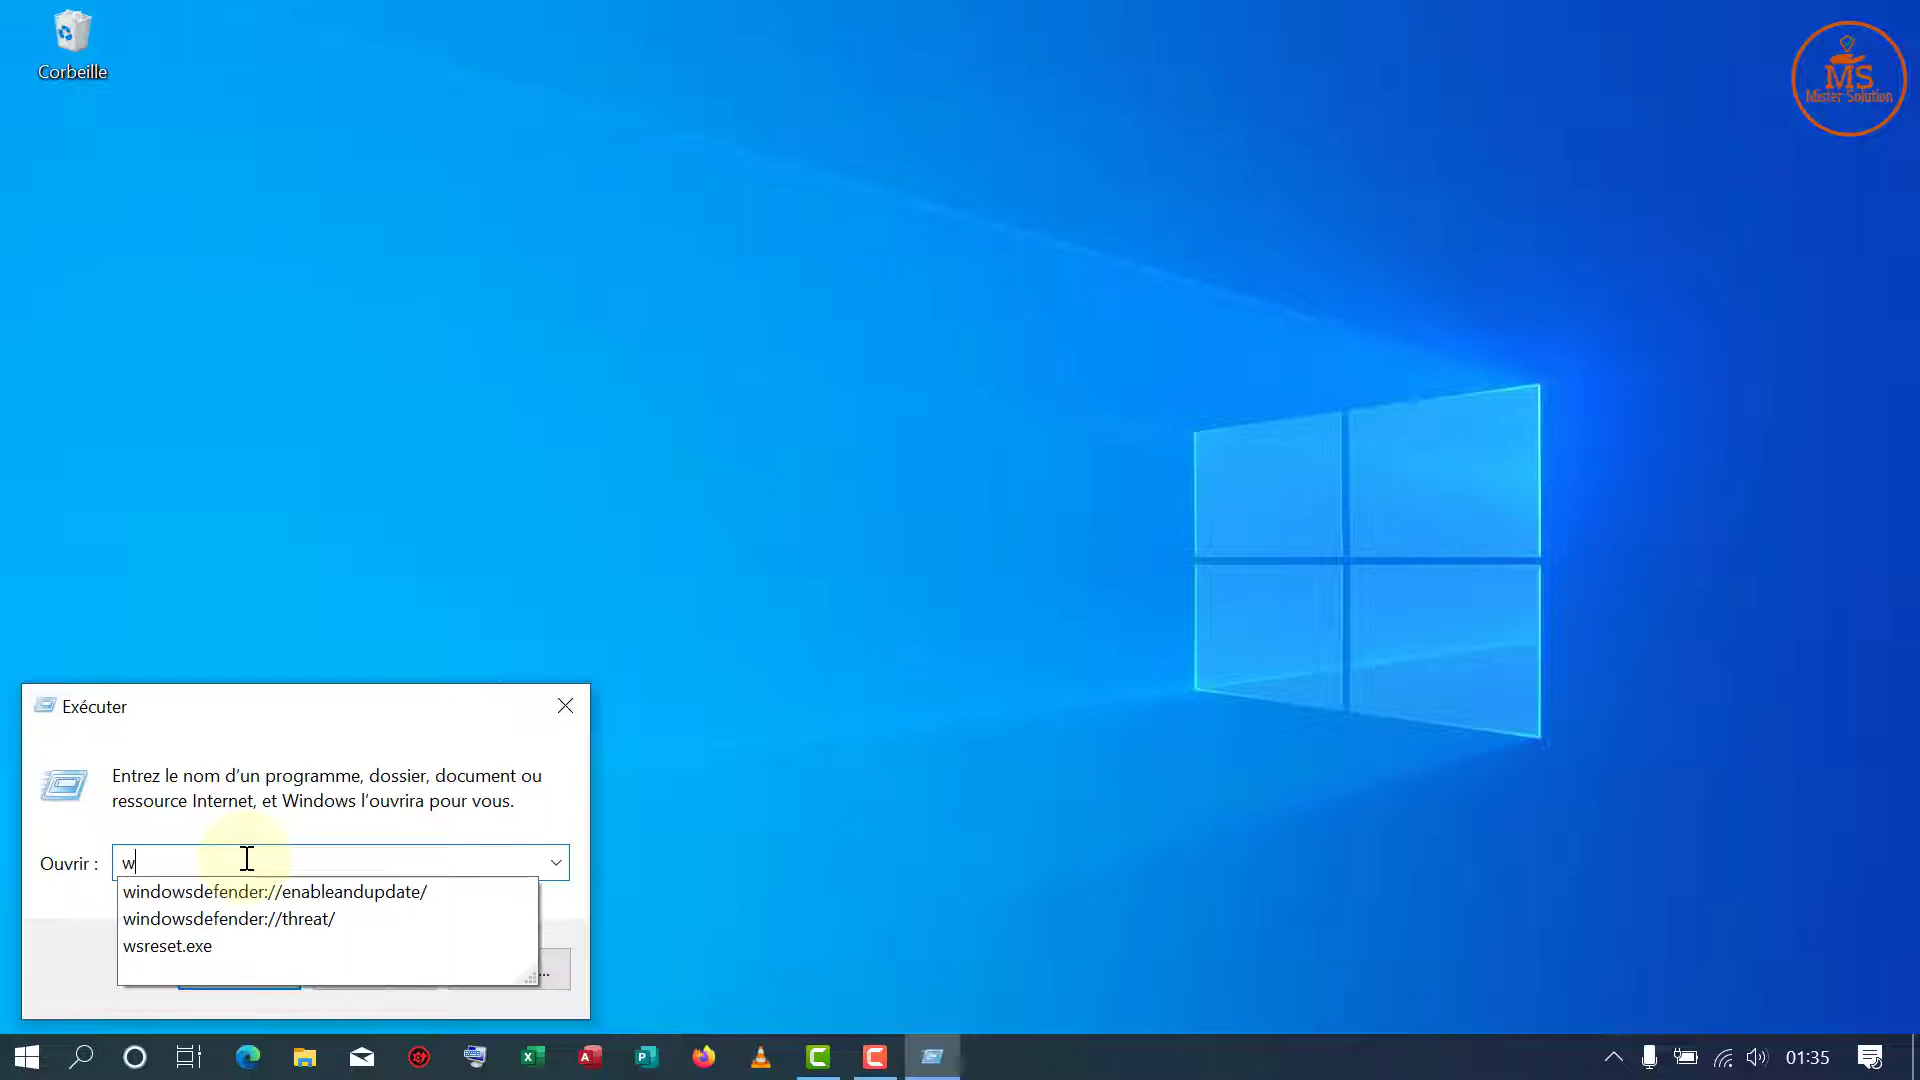 Corbeille
MS
Mister Solution
Exécuter
Entrez le nom d'un programme, dossier, document ou
ressource Internet, et Windows l'ouvrira pour vous.
Ouvrir :
w
windowsdefender://enableandupdate/
windowsdefender://threat/
wsreset.exe
...
01:35